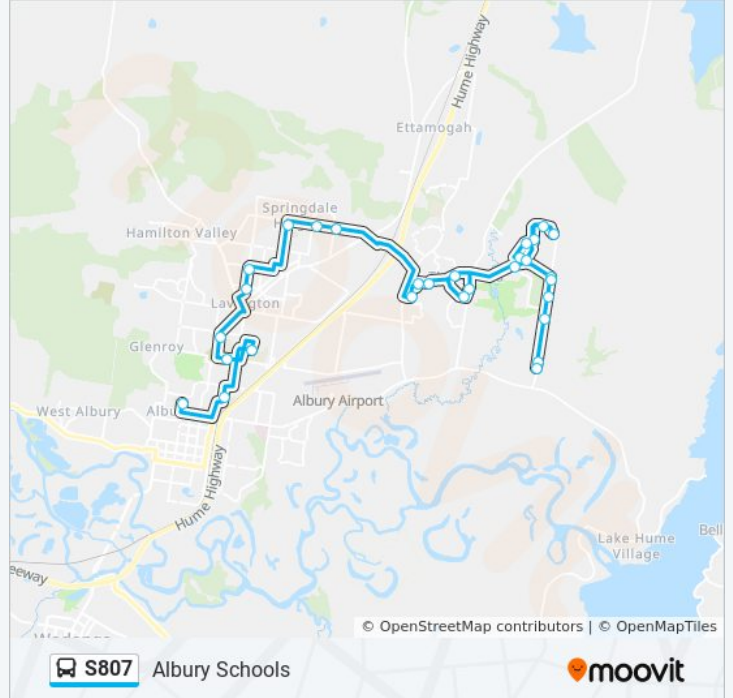 Hume Highway
Ettamogah
Springdale
Hamilton Valley
Glenroy
Albury Airport
West Albury
Hume Highway
Lake Hume
Village
© OpenStreetMap contributors | © OpenMapTiles
S807 Albury Schools
moovit